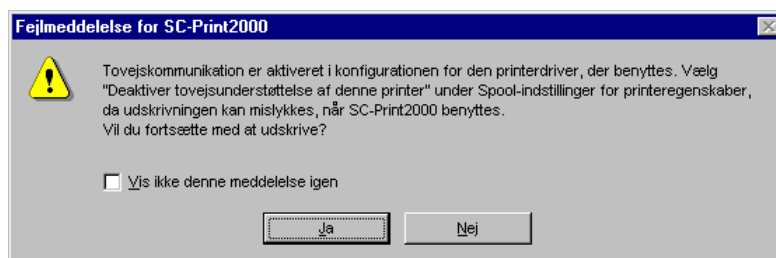 Fejlmeddelelse for SC-Print2000
Tovejskommunikation er aktiveret i konfigurationen for den printerdriver, der benyttes. Vælg
"Deaktiver tovejsunderstøttelse af denne printer" under Spool-indstillinger for printeregenskaber,
da udskrivningen kan mislykkes, når SC-Print2000 benyttes.
Vil du fortsætte med at udskrive?
Vis ikke denne meddelelse igen
Ja
Nej